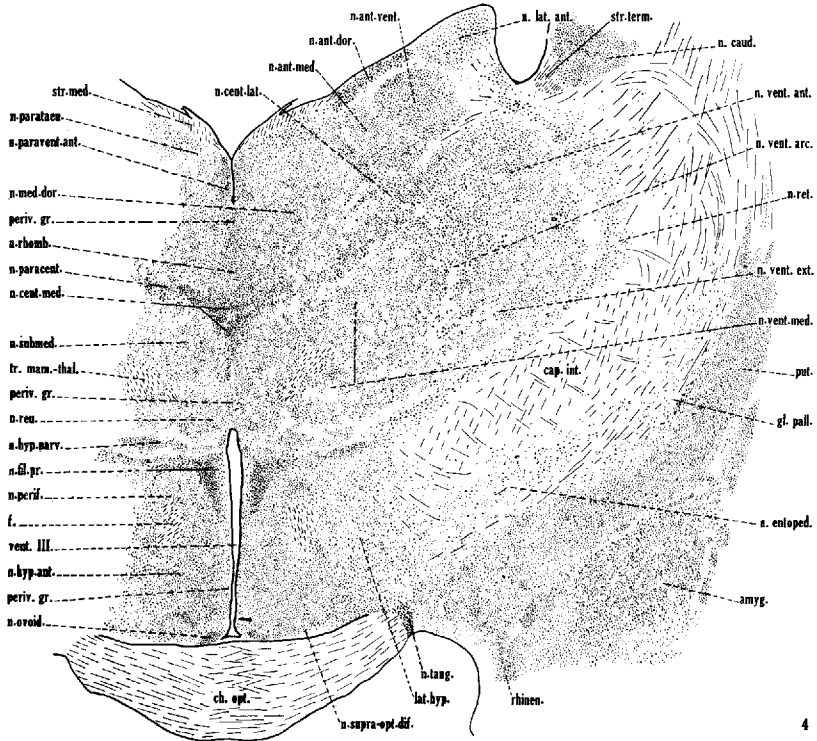 n.ant.vent.
n. lat. ant.
str.term.
n.ant.dor.
n. caud.
n.ant.med.
str.med.
n.cent.lat.
n. vent. ant.
n.parataen.
n.paravent.ant.
n. vent. arc.
n.med.dor.
n.ret.
periv. gr.
n.rhomb.
n.paracent.
n. vent. ext.
n.cent.med.
n.vent.med.
n.submed.
tr. mam.-thal.
cap. int.
put.
periv. gr.
n.reu.
gl. pall.
n.hyp.parv.
n.fil.pr.
n.perif.
n. entoped.
f.
vent. III.
n.hyp.ant.
periv. gr.
amyg.
n.ovoid.
n.tang.
ch. opt.
lat.hyp.
rhinen.
n.supra-opt.dif.
4